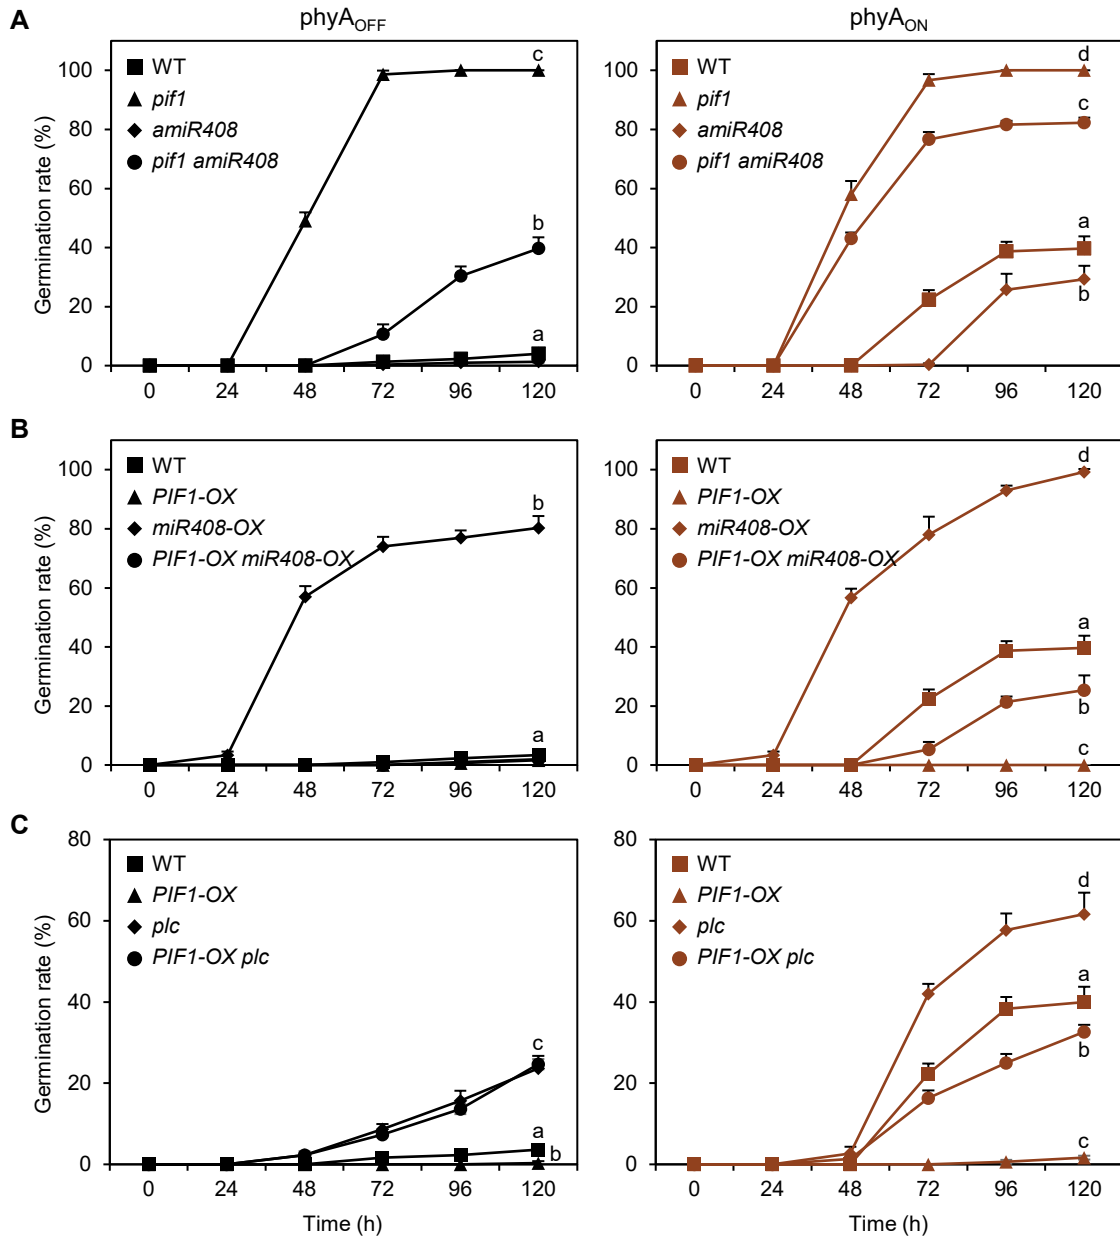 A
phyA_OFF
phyA_ON
Germination rate (%)
100
80
60
40
20
0
WT
pif1
amiR408
pif1 amiR408
c
b
a
0 24 48 72 96 120
100
80
60
40
20
0
WT
pif1
amiR408
pif1 amiR408
d
c
a
b
0 24 48 72 96 120
B
Germination rate (%)
100
80
60
40
20
0
WT
PIF1-OX
miR408-OX
PIF1-OX miR408-OX
b
a
0 24 48 72 96 120
100
80
60
40
20
0
WT
PIF1-OX
miR408-OX
PIF1-OX miR408-OX
d
a
b
c
0 24 48 72 96 120
C
Germination rate (%)
80
60
40
20
0
WT
PIF1-OX
plc
PIF1-OX plc
c
a
b
0 24 48 72 96 120
Time (h)
80
60
40
20
0
WT
PIF1-OX
plc
PIF1-OX plc
d
a
b
c
0 24 48 72 96 120
Time (h)